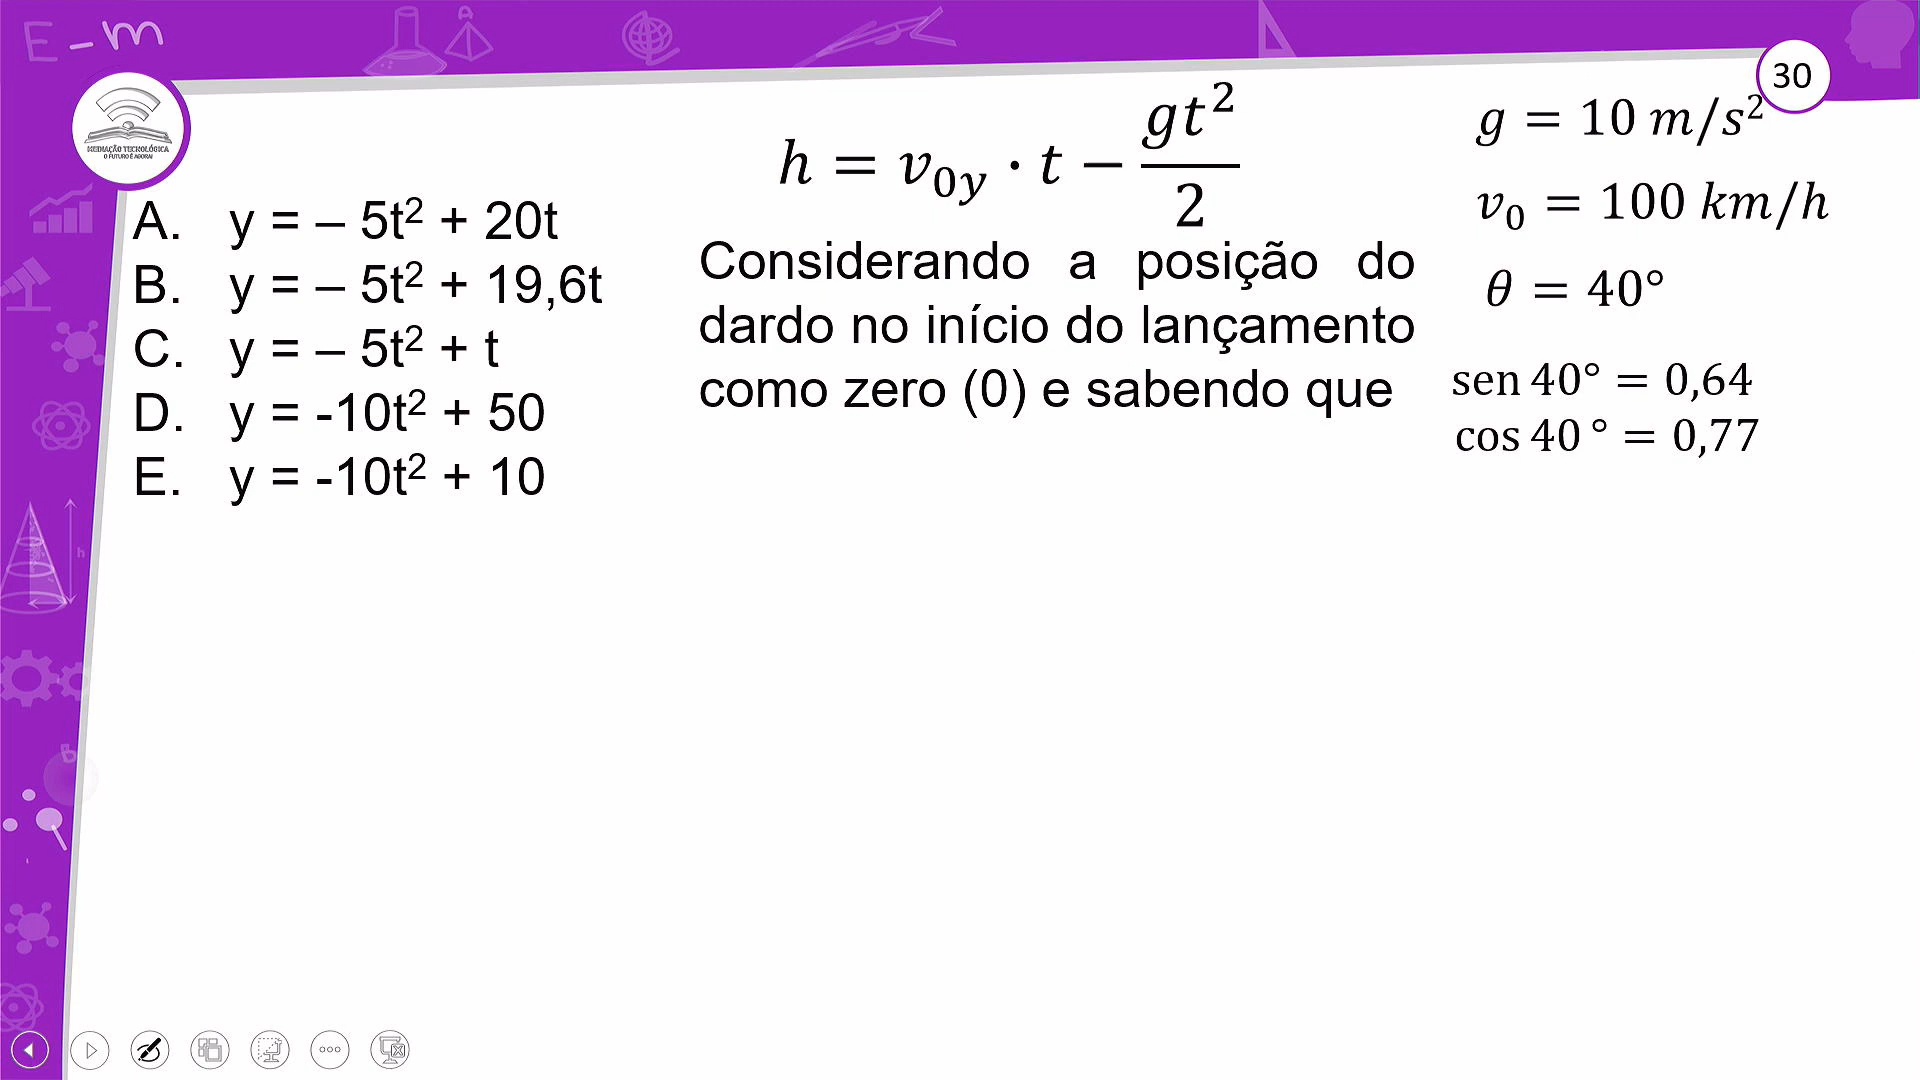 E – m
30
MEDIAÇÃO TECNOLÓGICA
O FUTURO É AGORA!
A. y = – 5t² + 20t
B. y = – 5t² + 19,6t
C. y = – 5t² + t
D. y = -10t² + 50
E. y = -10t² + 10
h = v₀y · t − gt²/2
Considerando a posição do
dardo no início do lançamento
como zero (0) e sabendo que
g = 10 m/s²
v₀ = 100 km/h
θ = 40°
sen 40° = 0,64
cos 40 ° = 0,77
h
B